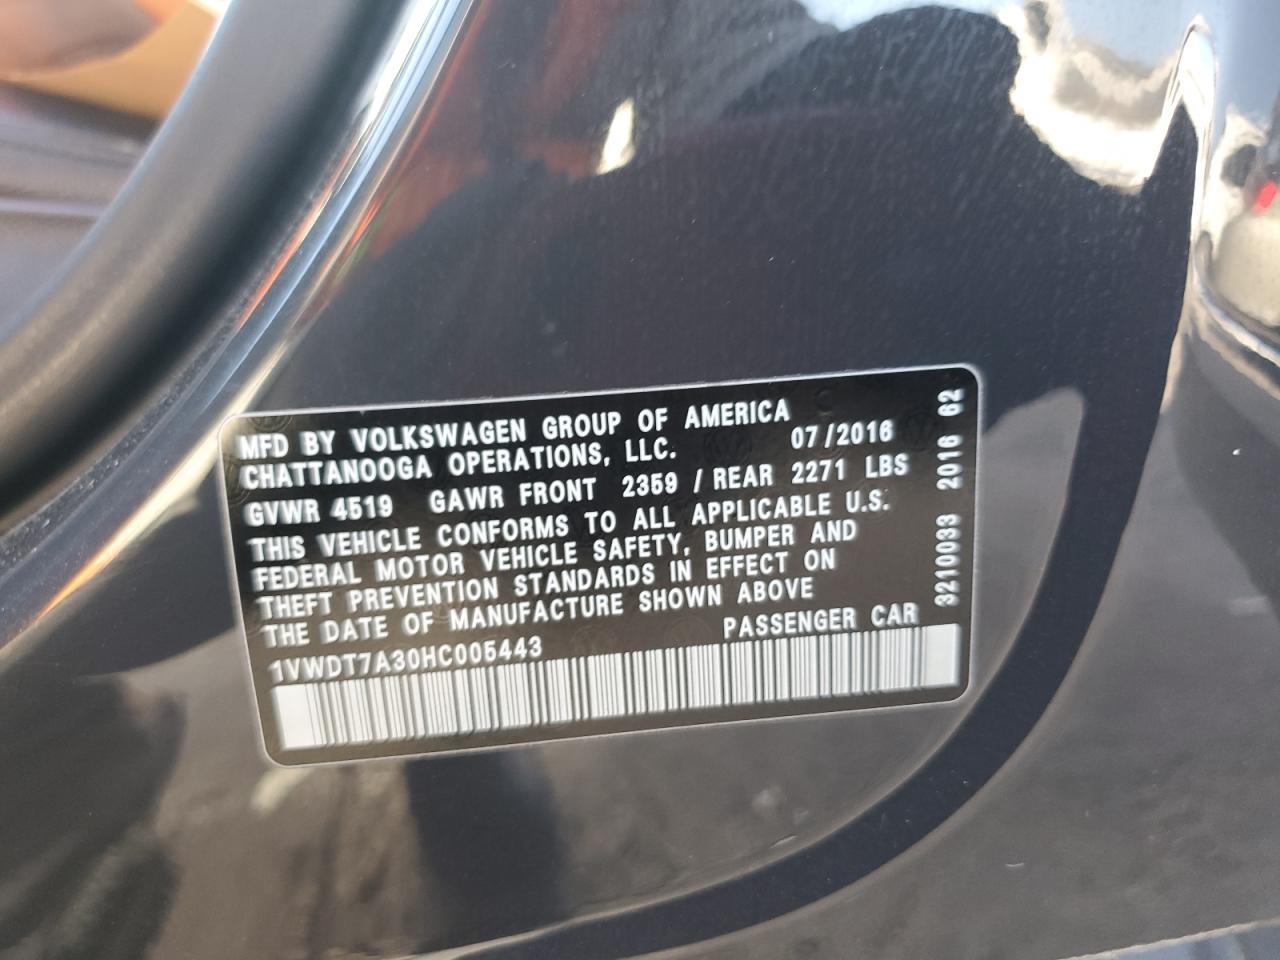 MFD BY VOLKSWAGEN GROUP OF AMERICA
CHATTANOOGA OPERATIONS, LLC. 07/2016
GVWR 4519 GAWR FRONT 2359 / REAR 2271 LBS
THIS VEHICLE CONFORMS TO ALL APPLICABLE U.S.
FEDERAL MOTOR VEHICLE SAFETY, BUMPER AND
THEFT PREVENTION STANDARDS IN EFFECT ON
THE DATE OF MANUFACTURE SHOWN ABOVE
1VWDT7A30HC005443 PASSENGER CAR
3210033 2016 62